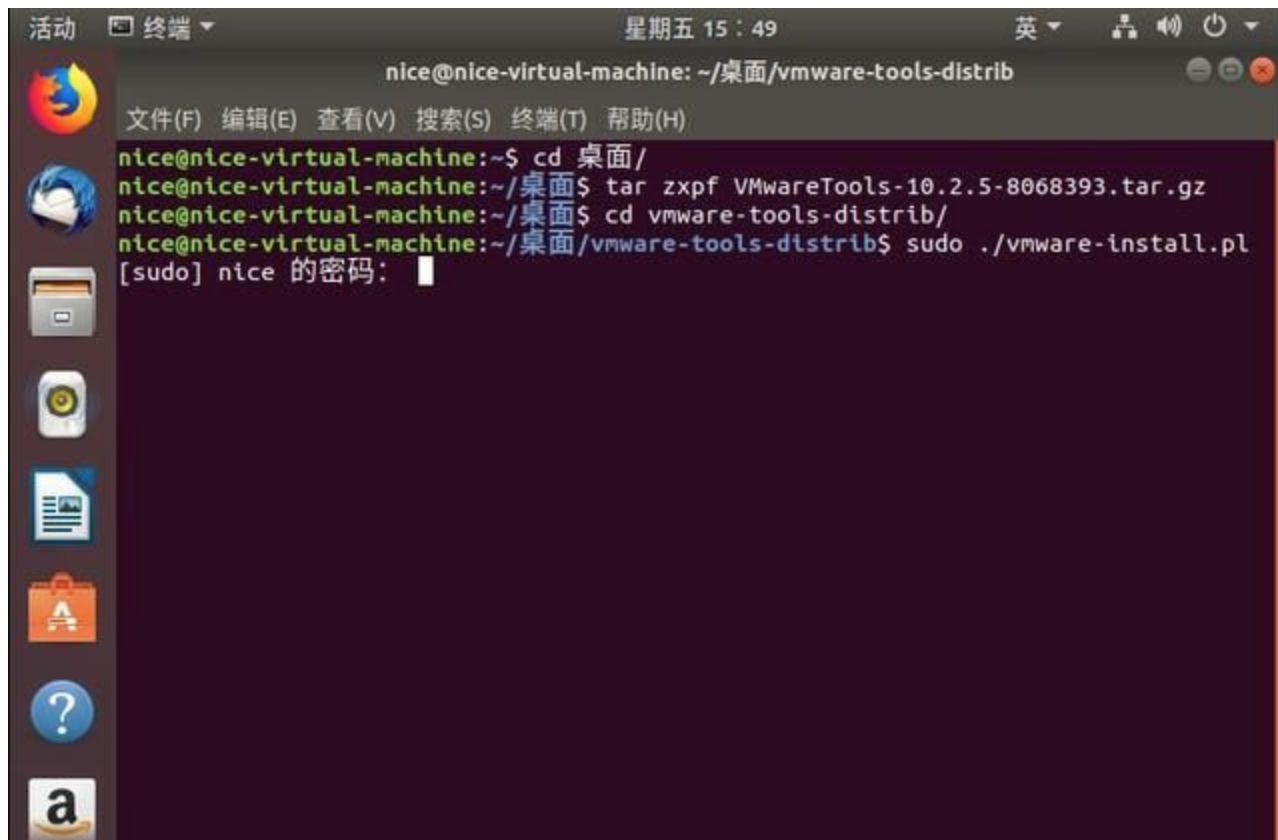 活动 终端 星期五 15：49 英
nice@nice-virtual-machine: ~/桌面/vmware-tools-distrib
文件(F) 编辑(E) 查看(V) 搜索(S) 终端(T) 帮助(H)
nice@nice-virtual-machine:~$ cd 桌面/
nice@nice-virtual-machine:~/桌面$ tar zxpf VMwareTools-10.2.5-8068393.tar.gz
nice@nice-virtual-machine:~/桌面$ cd vmware-tools-distrib/
nice@nice-virtual-machine:~/桌面/vmware-tools-distrib$ sudo ./vmware-install.pl
[sudo] nice 的密码：